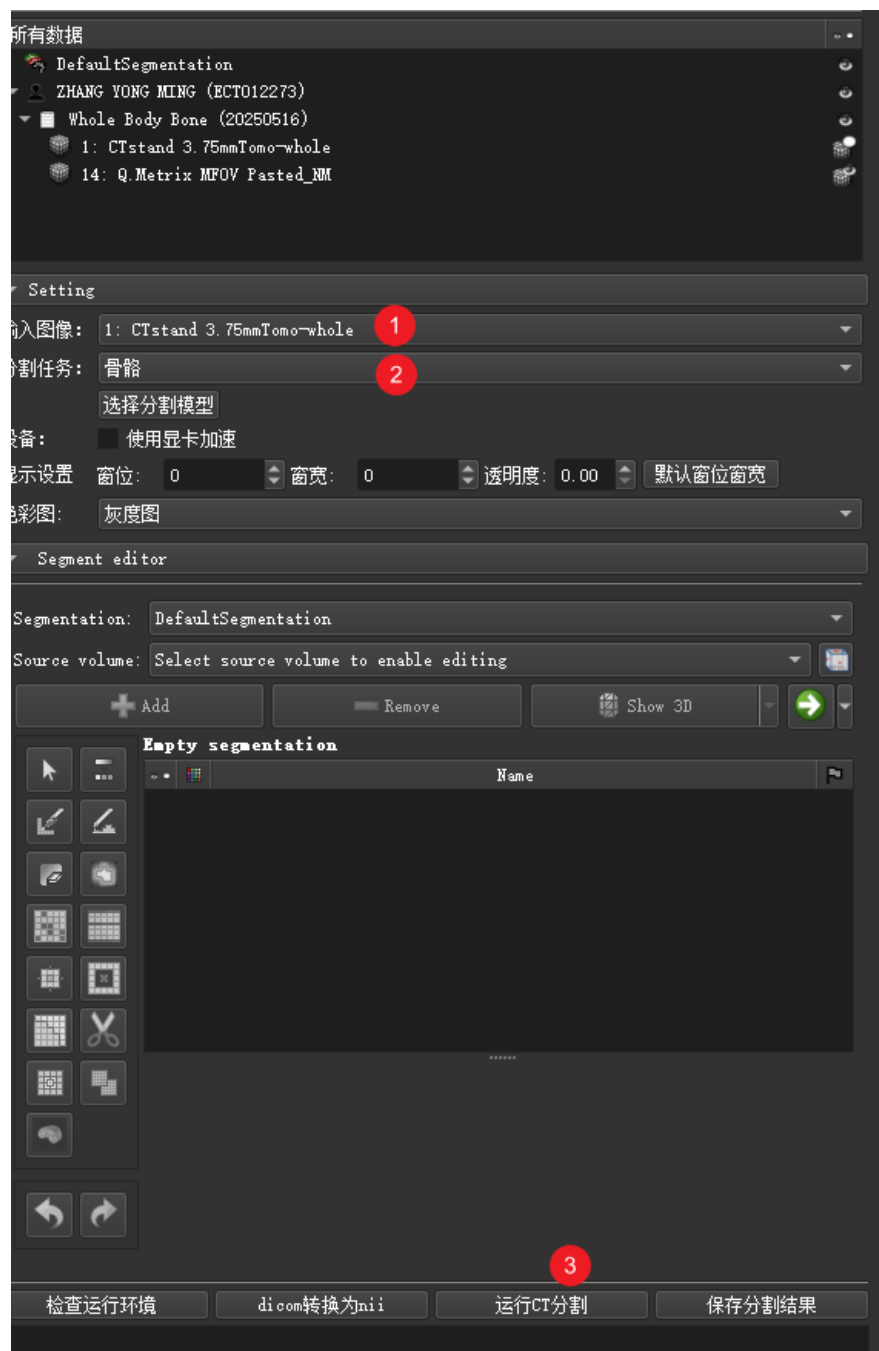 所有数据
DefaultSegmentation
ZHANG YONG MING (ECT012273)
Whole Body Bone (20250516)
1: CTstand 3.75mmTomo-whole
14: Q.Metrix MFOV Pasted_NM
Setting
输入图像: 1: CTstand 3.75mmTomo-whole 1
分割任务: 骨骼 2
选择分割模型
设备: 使用显卡加速
显示设置 窗位: 0 窗宽: 0 透明度: 0.00 默认窗位窗宽
色彩图: 灰度图
Segment editor
Segmentation: DefaultSegmentation
Source volume: Select source volume to enable editing
Add Remove Show 3D
Empty segmentation
Name
3
检查运行环境 dicom转换为nii 运行CT分割 保存分割结果